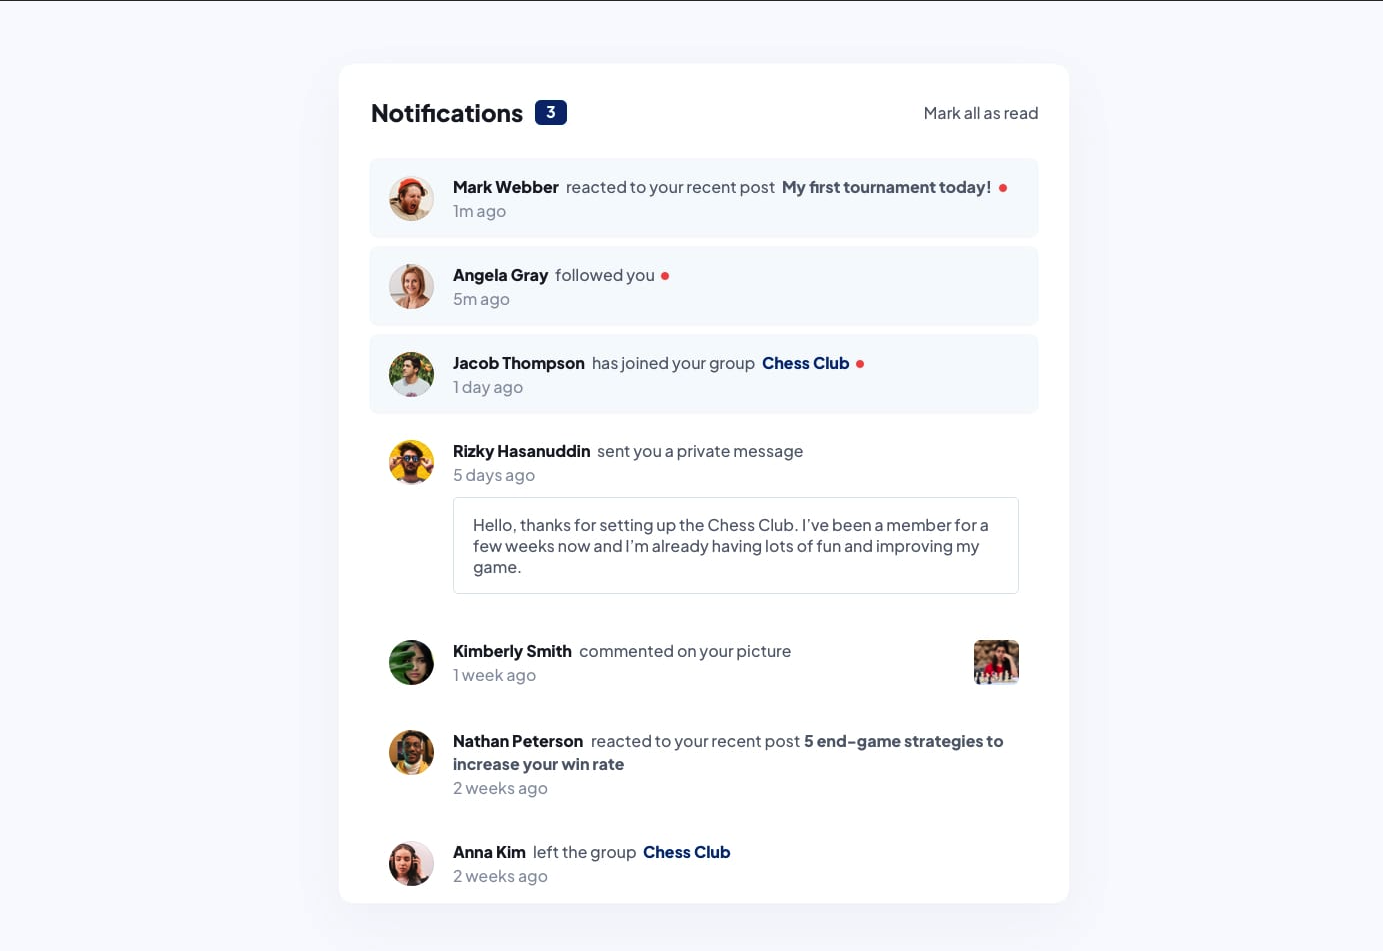 Notifications 3 Mark all as read
Mark Webber reacted to your recent post My first tournament today!
1m ago
Angela Gray followed you
5m ago
Jacob Thompson has joined your group Chess Club
1 day ago
Rizky Hasanuddin sent you a private message
5 days ago
Hello, thanks for setting up the Chess Club. I’ve been a member for a
few weeks now and I’m already having lots of fun and improving my
game.
Kimberly Smith commented on your picture
1 week ago
Nathan Peterson reacted to your recent post 5 end-game strategies to
increase your win rate
2 weeks ago
Anna Kim left the group Chess Club
2 weeks ago